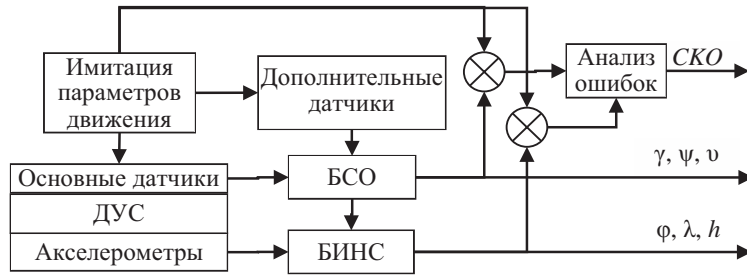 Имитация
параметров
движения
Дополнительные
датчики
Анализ
ошибок
СКО
Основные датчики
ДУС
Акселерометры
БСО
БИНС
γ, ψ, υ
φ, λ, h